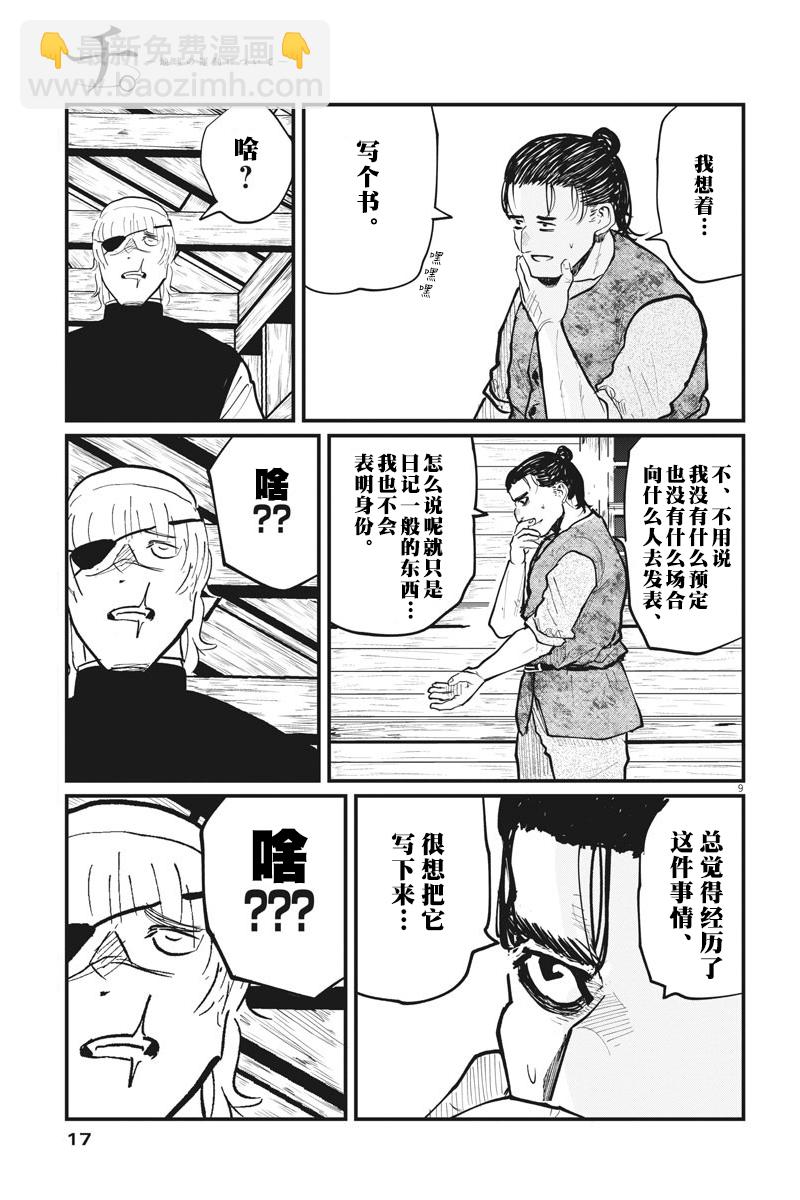 最新免费漫画
www.baozimh.com
チ。
我想着…
写个书。
嘿
嘿
嘿
啥
?
不、不用说
我没有什么预定
也没有什么场合
向什么人去发表、
怎么说呢就只是
日记一般的东西…
我也不会
表明身份。
啥
??
9
总觉得经历了
这件事情、
很想把它
写下来…
啥
???
17